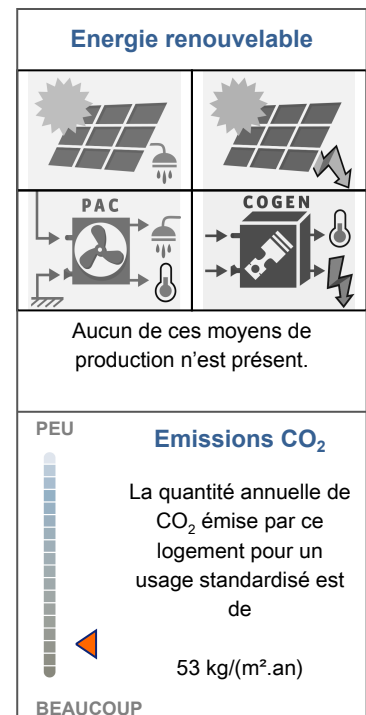 Energie renouvelable
PAC
COGEN
Aucun de ces moyens de
production n’est présent.
PEU
Emissions CO₂
La quantité annuelle de
CO₂ émise par ce
logement pour un
usage standardisé est
de
53 kg/(m².an)
BEAUCOUP